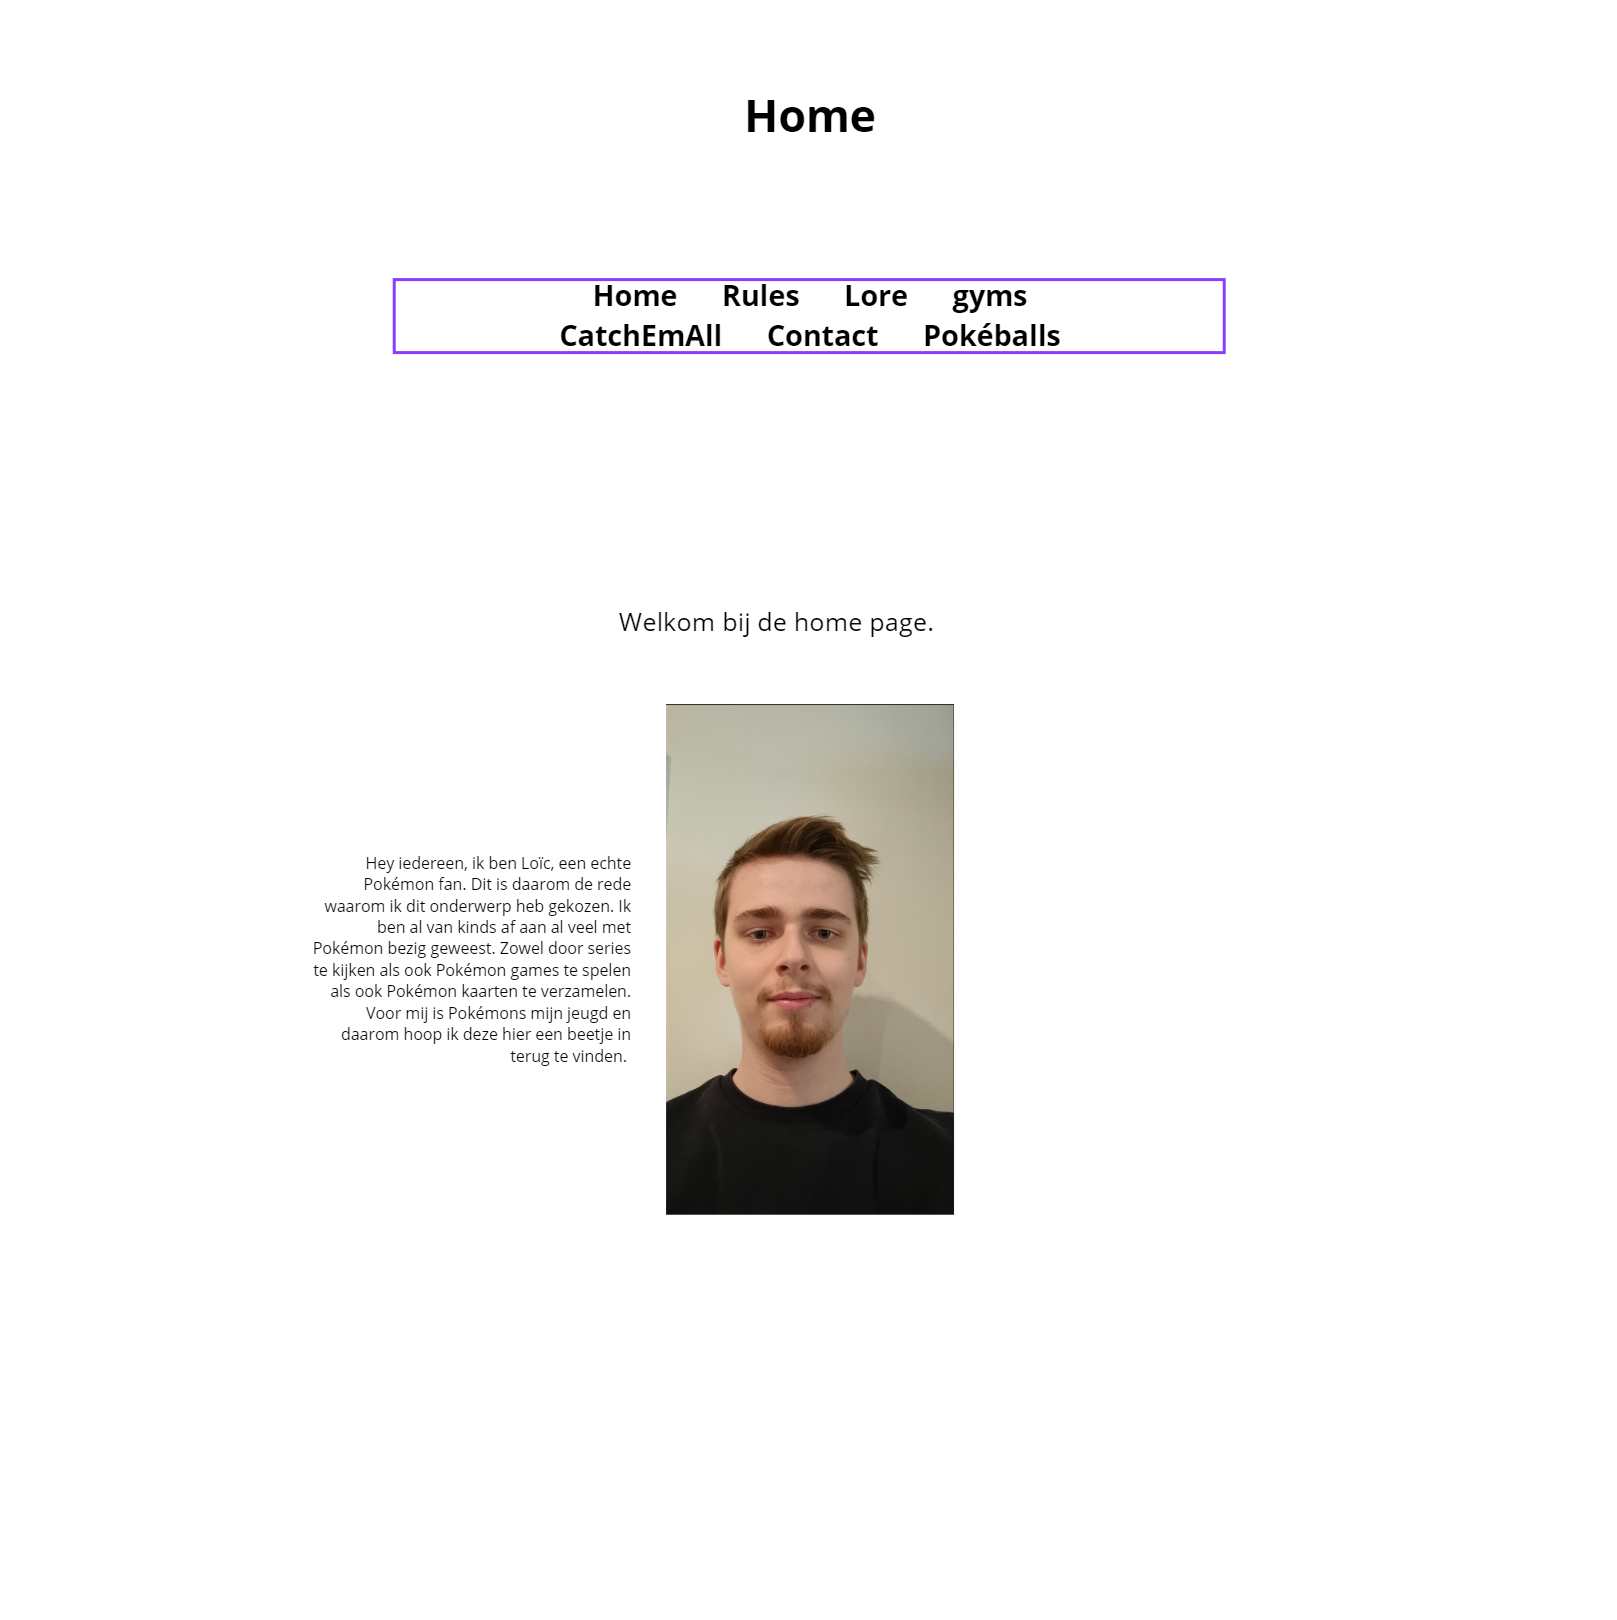 Home
Home Rules Lore gyms
CatchEmAll Contact Pokéballs
Welkom bij de home page.
Hey iedereen, ik ben Loïc, een echte
Pokémon fan. Dit is daarom de rede
waarom ik dit onderwerp heb gekozen. Ik
ben al van kinds af aan al veel met
Pokémon bezig geweest. Zowel door series
te kijken als ook Pokémon games te spelen
als ook Pokémon kaarten te verzamelen.
Voor mij is Pokémons mijn jeugd en
daarom hoop ik deze hier een beetje in
terug te vinden.